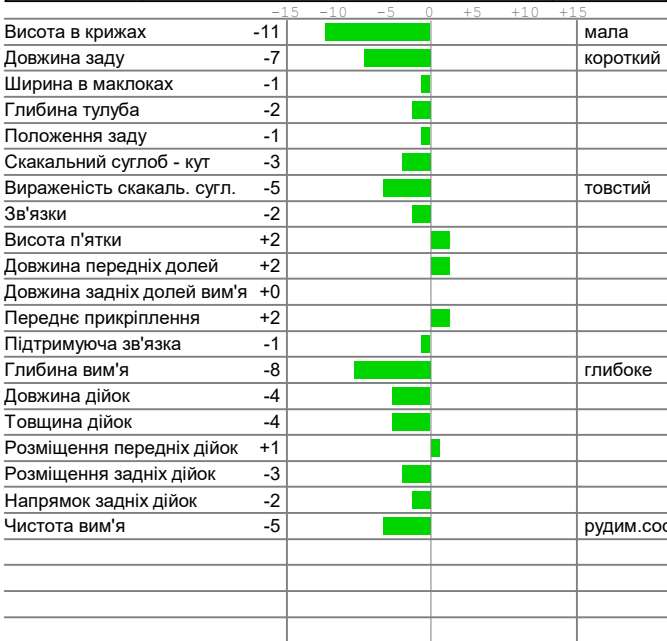 -15 -10 -5 0 +5 +10 +15
Висота в крижах -11 мала
Довжина заду -7 короткий
Ширина в маклоках -1
Глибина тулуба -2
Положення заду -1
Скакальний суглоб - кут -3
Вираженість скакаль. сугл. -5 товстий
Зв'язки -2
Висота п'ятки +2
Довжина передніх долей +2
Довжина задніх долей вим'я +0
Переднє прикріплення +2
Підтримуюча зв'язка -1
Глибина вим'я -8 глибоке
Довжина дійок -4
Товщина дійок -4
Розміщення передніх дійок +1
Розміщення задніх дійок -3
Напрямок задніх дійок -2
Чистота вим'я -5 рудим.сос